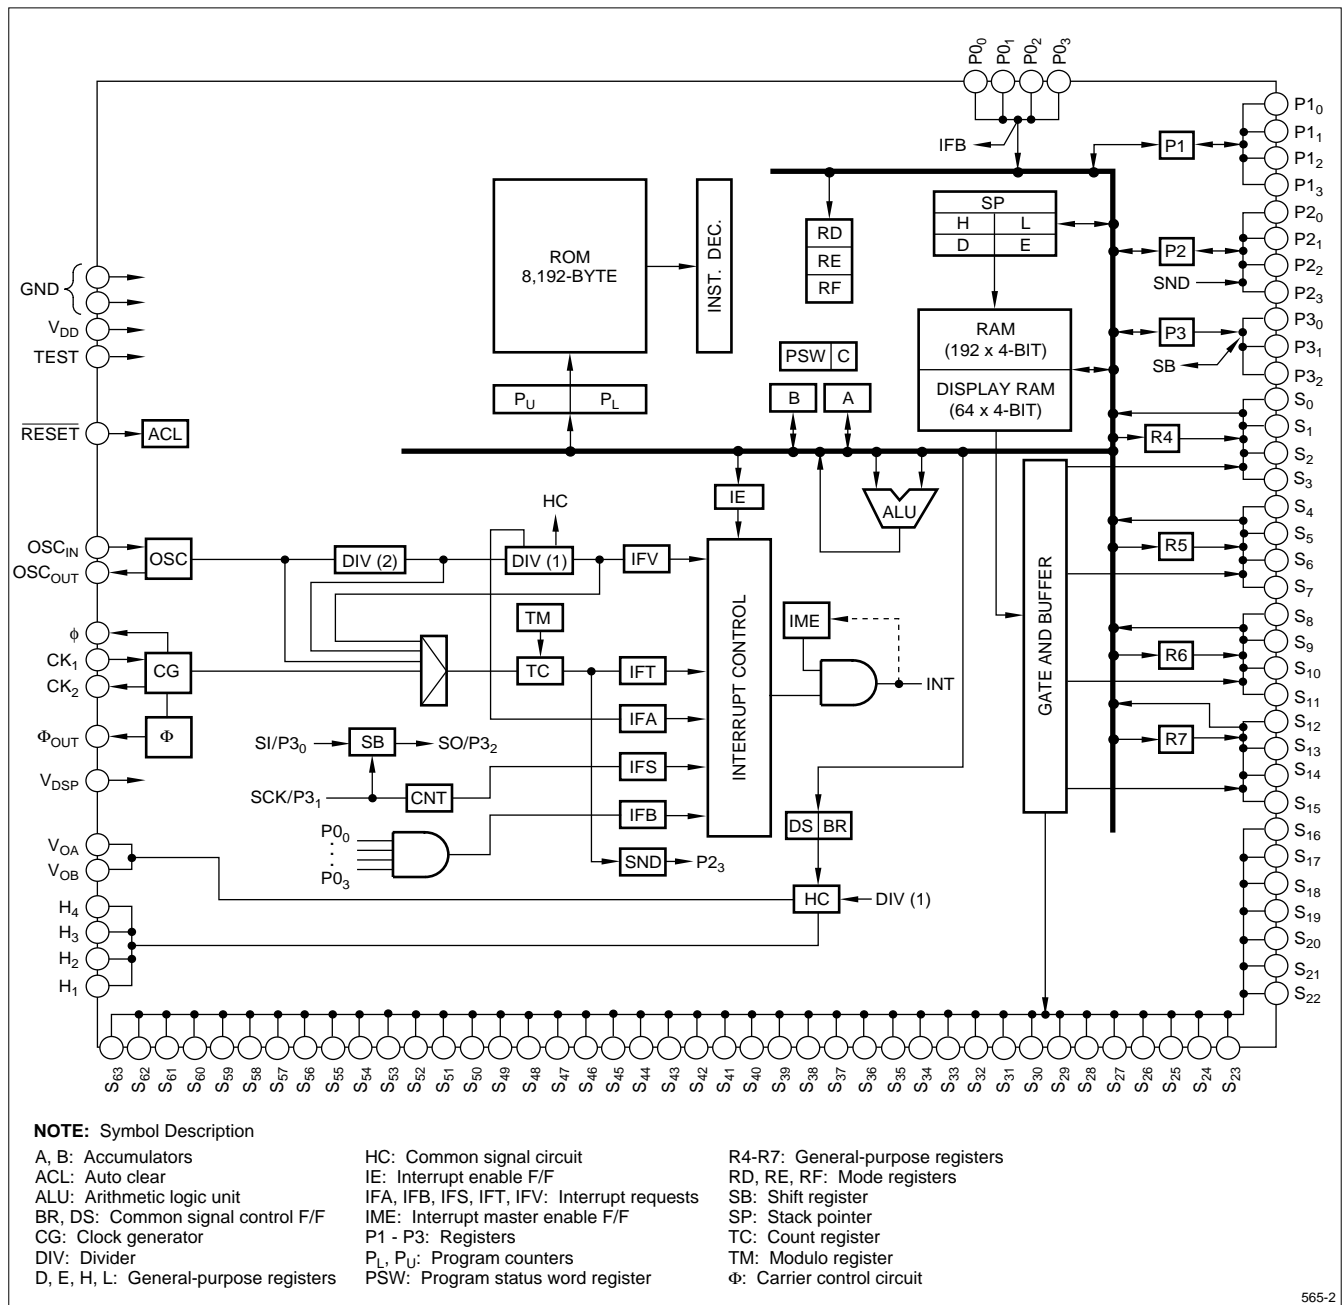 P0₀ P0₁ P0₂ P0₃
IFB
P1
P1₀
P1₁
P1₂
P1₃
ROM
8,192-BYTE
INST. DEC.
RD
RE
RF
SP
H L
D E
P2
SND
P2₀
P2₁
P2₂
P2₃
GND
V_DD
TEST
RAM
(192 x 4-BIT)
DISPLAY RAM
(64 x 4-BIT)
PSW C
B A
P3
SB
P3₀
P3₁
P3₂
P_U P_L
RESET
ACL
R4
S₀
S₁
S₂
S₃
IE
ALU
HC
OSC_IN
OSC_OUT
OSC
DIV (2)
DIV (1)
IFV
R5
S₄
S₅
S₆
S₇
TM
IME
INTERRUPT CONTROL
GATE AND BUFFER
ϕ
CK₁
CK₂
CG
TC
IFT
INT
R6
S₈
S₉
S₁₀
S₁₁
Φ_OUT
Φ
IFA
SI/P3₀
SB
SO/P3₂
R7
S₁₂
S₁₃
S₁₄
S₁₅
V_DSP
IFS
SCK/P3₁
CNT
IFB
DS BR
P0₀
P0₃
SND
P2₃
V_OA
V_OB
HC
DIV (1)
H₄
H₃
H₂
H₁
S₁₆
S₁₇
S₁₈
S₁₉
S₂₀
S₂₁
S₂₂
S₆₃ S₆₂ S₆₁ S₆₀ S₅₉ S₅₈ S₅₇ S₅₆ S₅₅ S₅₄ S₅₃ S₅₂ S₅₁ S₅₀ S₄₉ S₄₈ S₄₇ S₄₆ S₄₅ S₄₄ S₄₃ S₄₂ S₄₁ S₄₀ S₃₉ S₃₈ S₃₇ S₃₆ S₃₅ S₃₄ S₃₃ S₃₂ S₃₁ S₃₀ S₂₉ S₂₈ S₂₇ S₂₆ S₂₅ S₂₄ S₂₃
NOTE: Symbol Description
A, B: Accumulators
ACL: Auto clear
ALU: Arithmetic logic unit
BR, DS: Common signal control F/F
CG: Clock generator
DIV: Divider
D, E, H, L: General-purpose registers
HC: Common signal circuit
IE: Interrupt enable F/F
IFA, IFB, IFS, IFT, IFV: Interrupt requests
IME: Interrupt master enable F/F
P1 - P3: Registers
P_L, P_U: Program counters
PSW: Program status word register
R4-R7: General-purpose registers
RD, RE, RF: Mode registers
SB: Shift register
SP: Stack pointer
TC: Count register
TM: Modulo register
Φ: Carrier control circuit
565-2